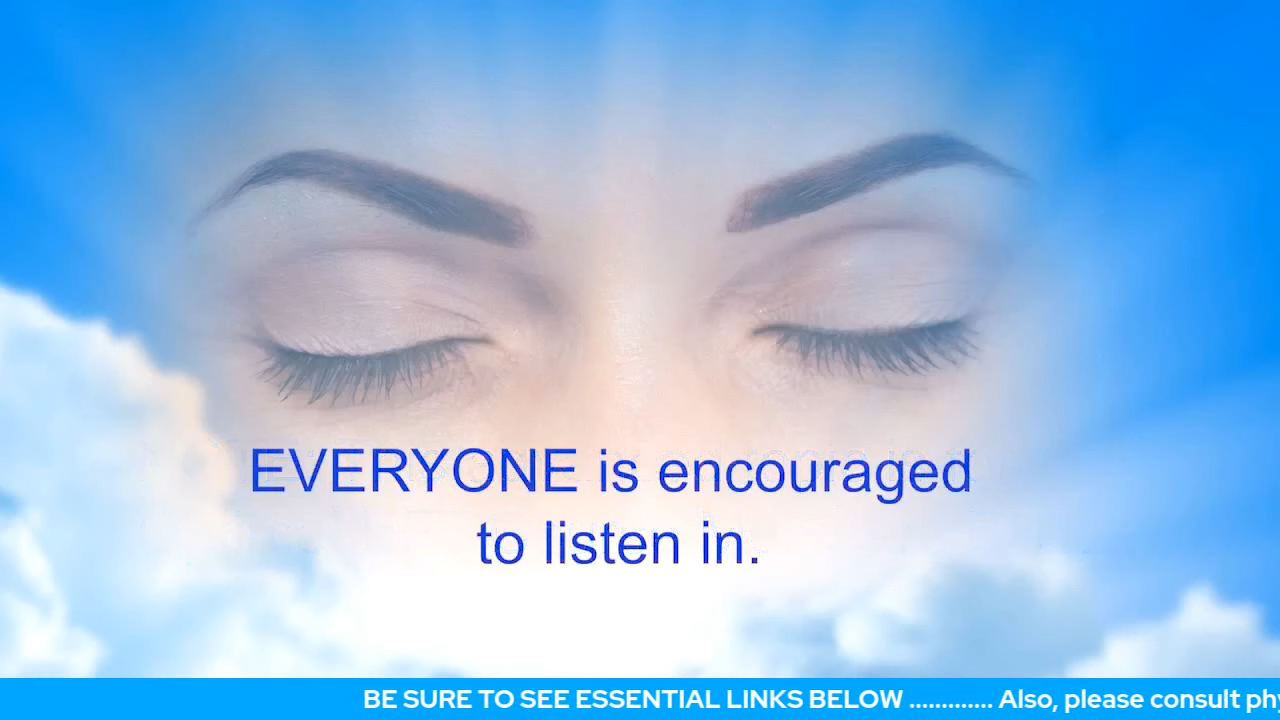 EVERYONE is encouraged
to listen in.
BE SURE TO SEE ESSENTIAL LINKS BELOW ............. Also, please consult